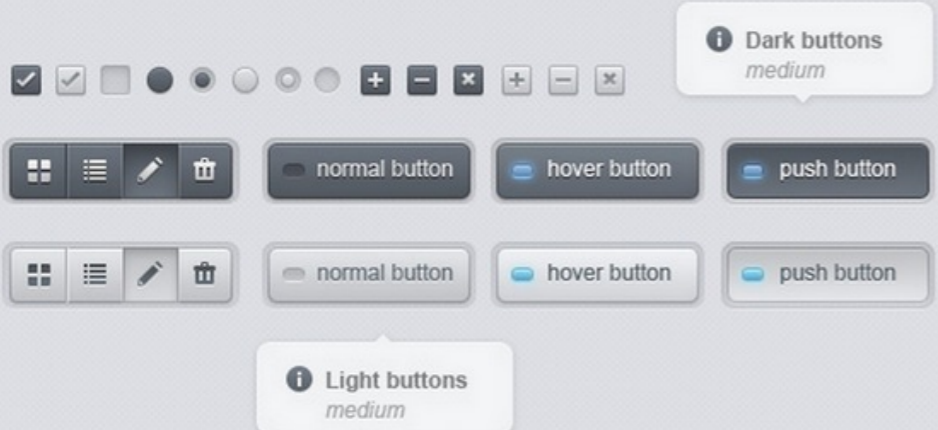 Dark buttons
medium
normal button
hover button
push button
normal button
hover button
push button
Light buttons
medium